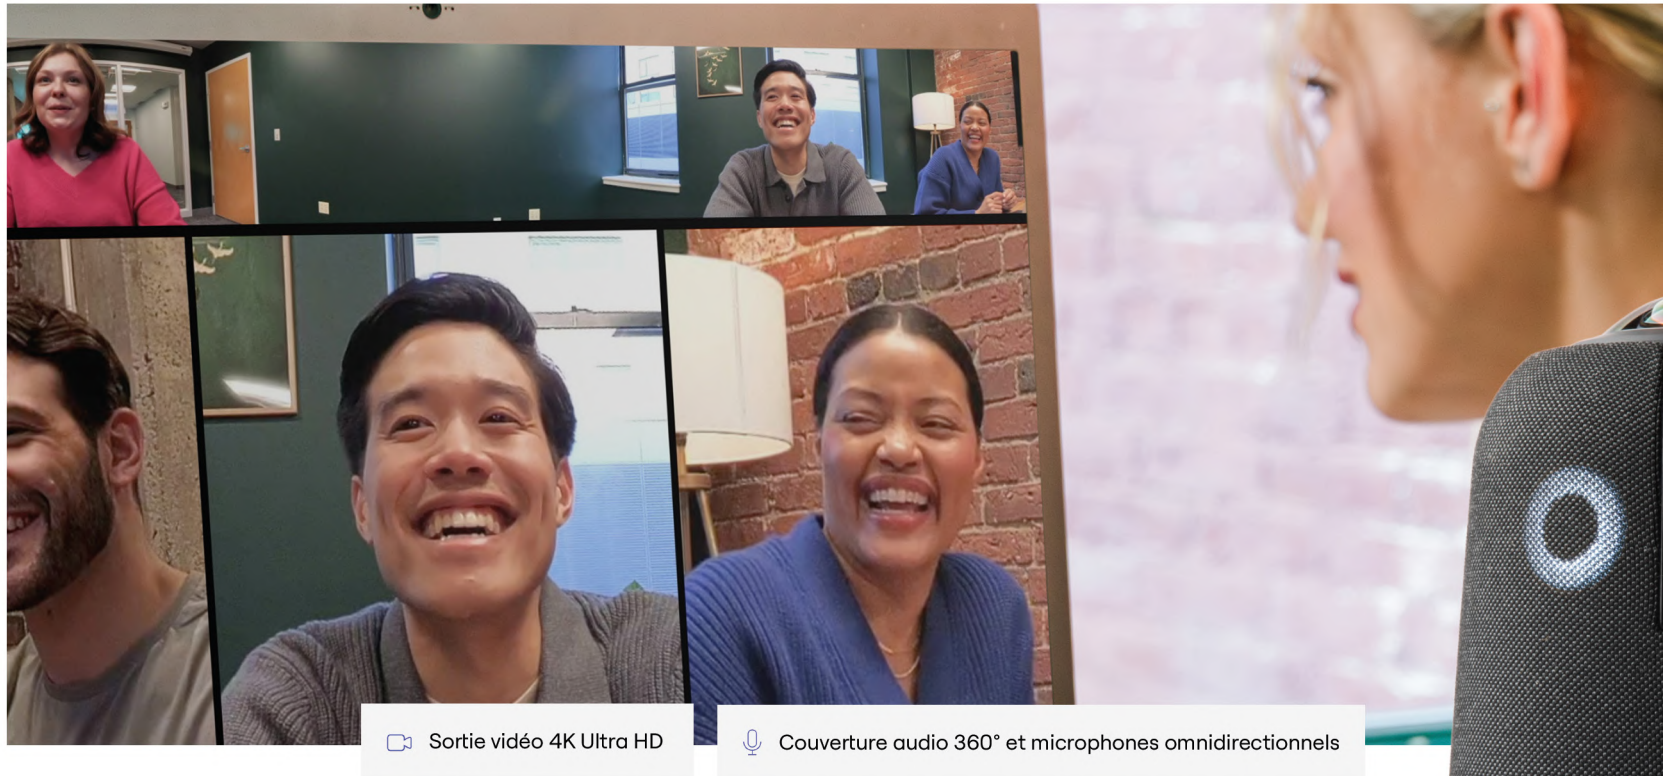 Sortie vidéo 4K Ultra HD
Couverture audio 360° et microphones omnidirectionnels